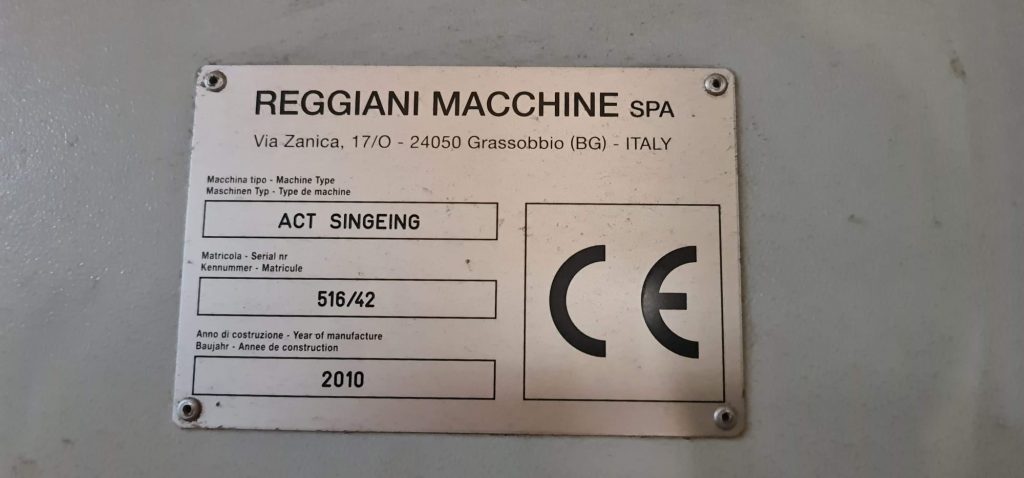 REGGIANI MACCHINE SPA
Via Zanica, 17/O - 24050 Grassobbio (BG) - ITALY
Macchina tipo - Machine Type
Maschinen Typ - Type de machine
ACT SINGEING
Matricola - Serial nr
Kennummer - Matricule
516/42
Anno di costruzione - Year of manufacture
Baujahr - Annee de construction
2010
CE